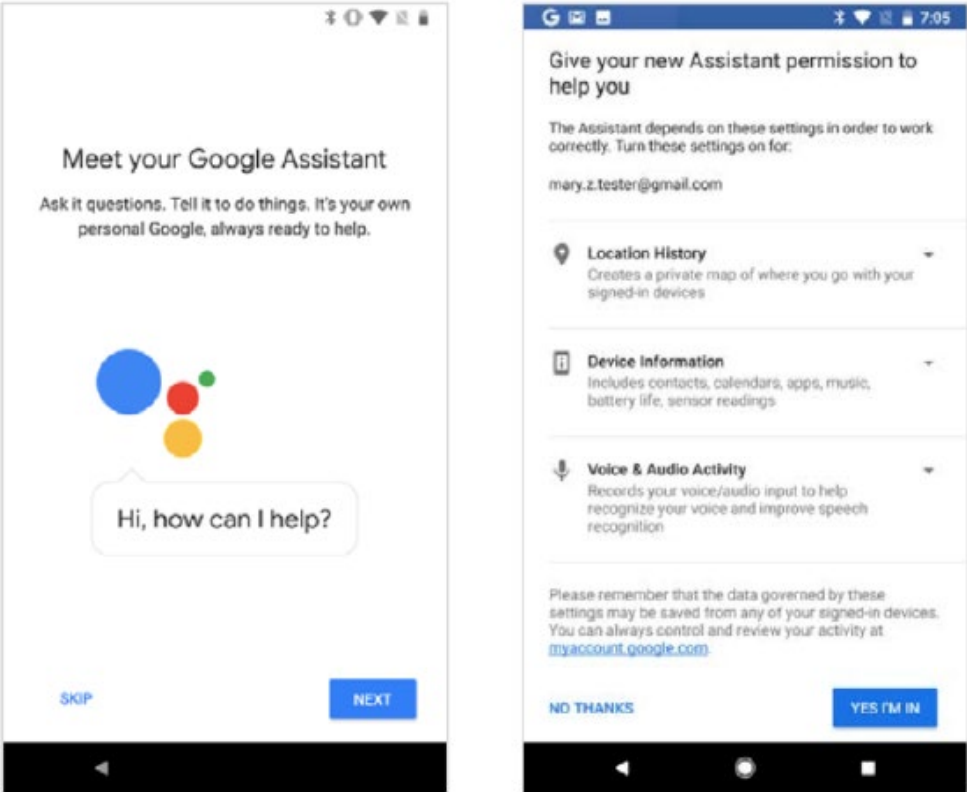 Meet your Google Assistant
Ask it questions. Tell it to do things. It's your own
personal Google, always ready to help.
Hi, how can I help?
SKIP
NEXT
G
7:05
Give your new Assistant permission to
help you
The Assistant depends on these settings in order to work
correctly. Turn these settings on for:
mary.z.tester@gmail.com
Location History
Creates a private map of where you go with your
signed-in devices
Device Information
Includes contacts, calendars, apps, music,
battery life, sensor readings
Voice & Audio Activity
Records your voice/audio input to help
recognize your voice and improve speech
recognition
Please remember that the data governed by these
settings may be saved from any of your signed-in devices.
You can always control and review your activity at
myaccount.google.com.
NO THANKS
YES I'M IN